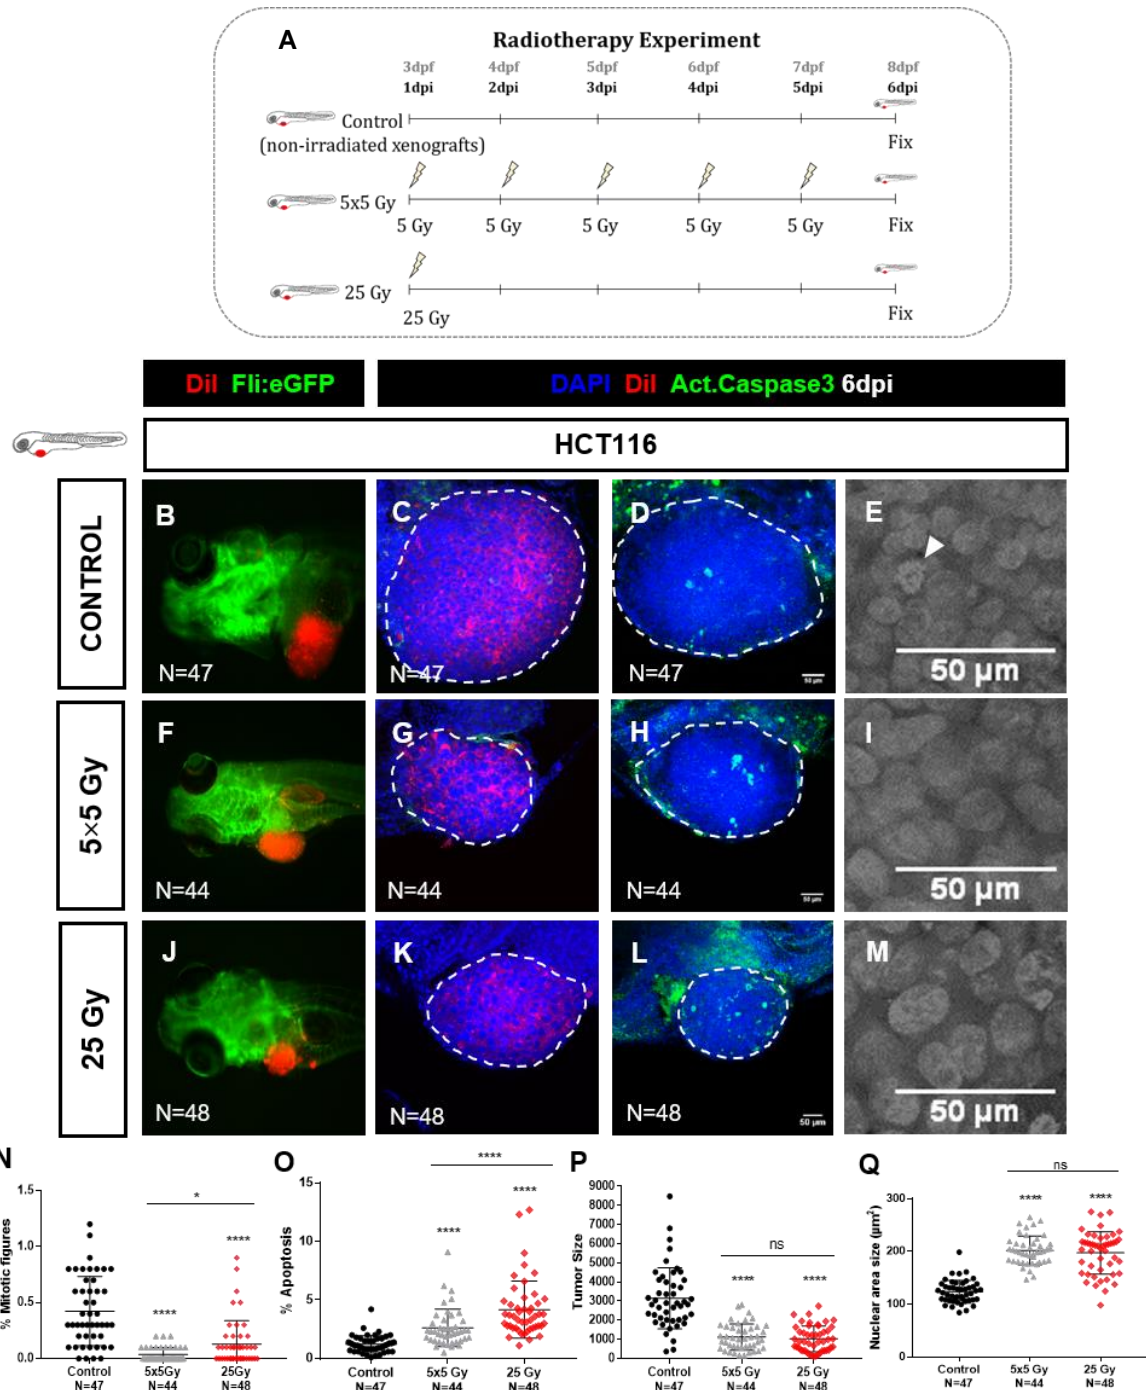 A
Radiotherapy Experiment
3dpf 4dpf 5dpf 6dpf 7dpf 8dpf
1dpi 2dpi 3dpi 4dpi 5dpi 6dpi
Control
(non-irradiated xenografts)
Fix
5x5 Gy
5 Gy 5 Gy 5 Gy 5 Gy 5 Gy Fix
25 Gy
25 Gy Fix
DiI Fli:eGFP DAPI DiI Act.Caspase3 6dpi
HCT116
CONTROL
B C D E
N=47 N=47 N=47 50 µm 50 µm
5×5 Gy
F G H I
N=44 N=44 N=44 50 µm 50 µm
25 Gy
J K L M
N=48 N=48 N=48 50 µm 50 µm
N
% Mitotic figures
1.5
1.0
0.5
0.0
*
**** ****
Control 5x5Gy 25Gy
N=47 N=44 N=48
O
% Apoptosis
15
10
5
0
****
**** ****
Control 5x5 Gy 25 Gy
N=47 N=44 N=48
P
Tumor Size
9000
8000
7000
6000
5000
4000
3000
2000
1000
0
ns
**** ****
Control 5x5 Gy 25 Gy
N=47 N=44 N=48
Q
Nuclear area size (µm²)
300
200
100
0
ns
**** ****
Control 5x5 Gy 25 Gy
N=47 N=44 N=48